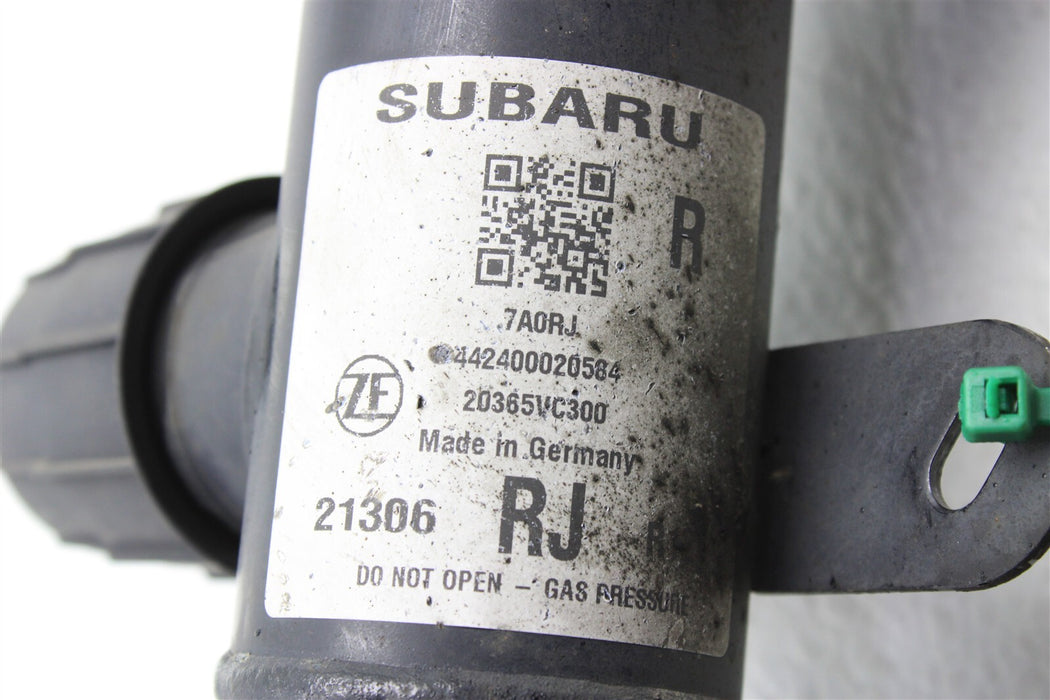 SUBARU
R
7A0RJ
442400020584
ZF
20365VC300
Made in Germany
21306 RJ
DO NOT OPEN – GAS PRESSURE